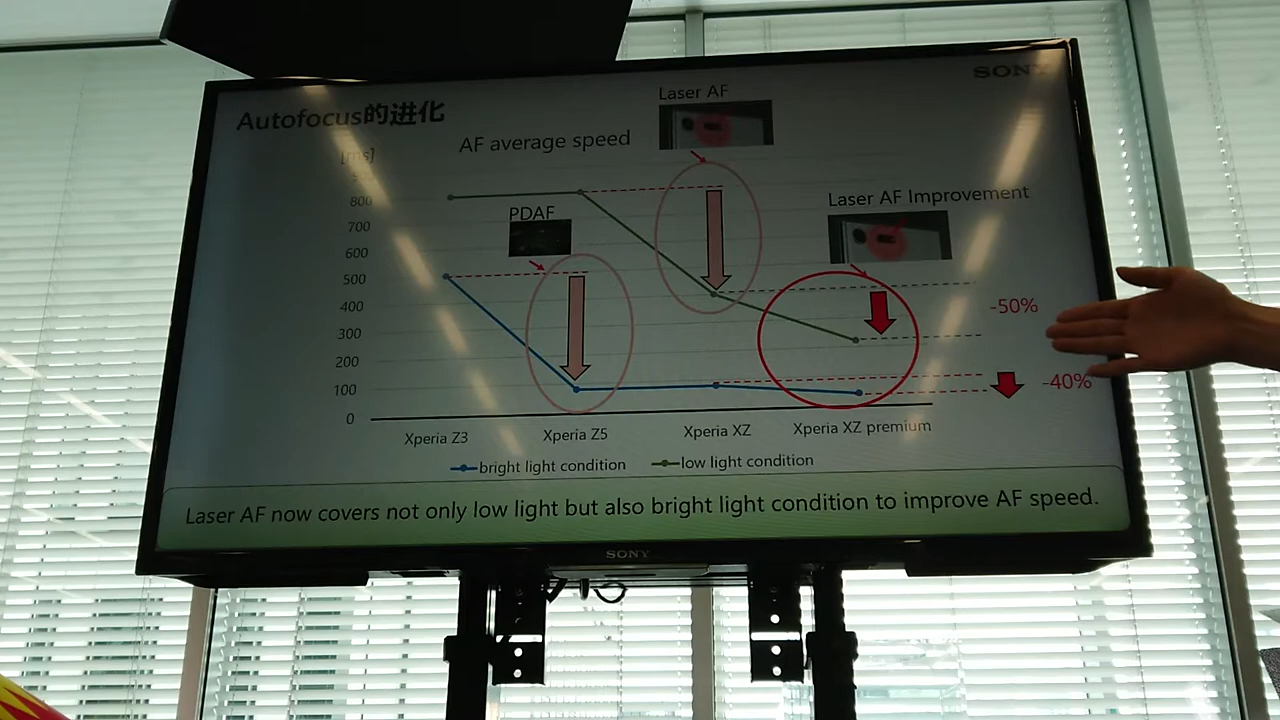 SONY
Autofocus的进化
Laser AF
AF average speed
[ms]
Laser AF Improvement
PDAF
800
700
600
500
400
300
200
100
0
-50%
-40%
Xperia Z3
Xperia Z5
Xperia XZ
Xperia XZ premium
bright light condition
low light condition
Laser AF now covers not only low light but also bright light condition to improve AF speed.
SONY